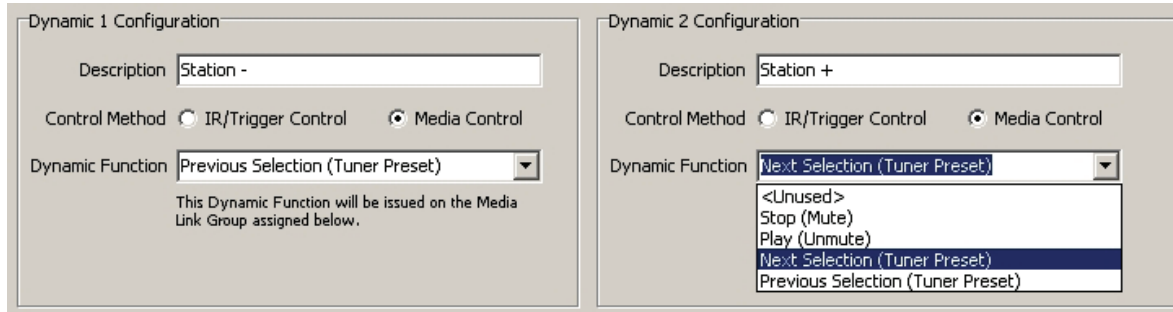 Dynamic 1 Configuration
Description Station -
Control Method IR/Trigger Control Media Control
Dynamic Function Previous Selection (Tuner Preset)
This Dynamic Function will be issued on the Media
Link Group assigned below.
Dynamic 2 Configuration
Description Station +
Control Method IR/Trigger Control Media Control
Dynamic Function Next Selection (Tuner Preset)
<Unused>
Stop (Mute)
Play (Unmute)
Next Selection (Tuner Preset)
Previous Selection (Tuner Preset)